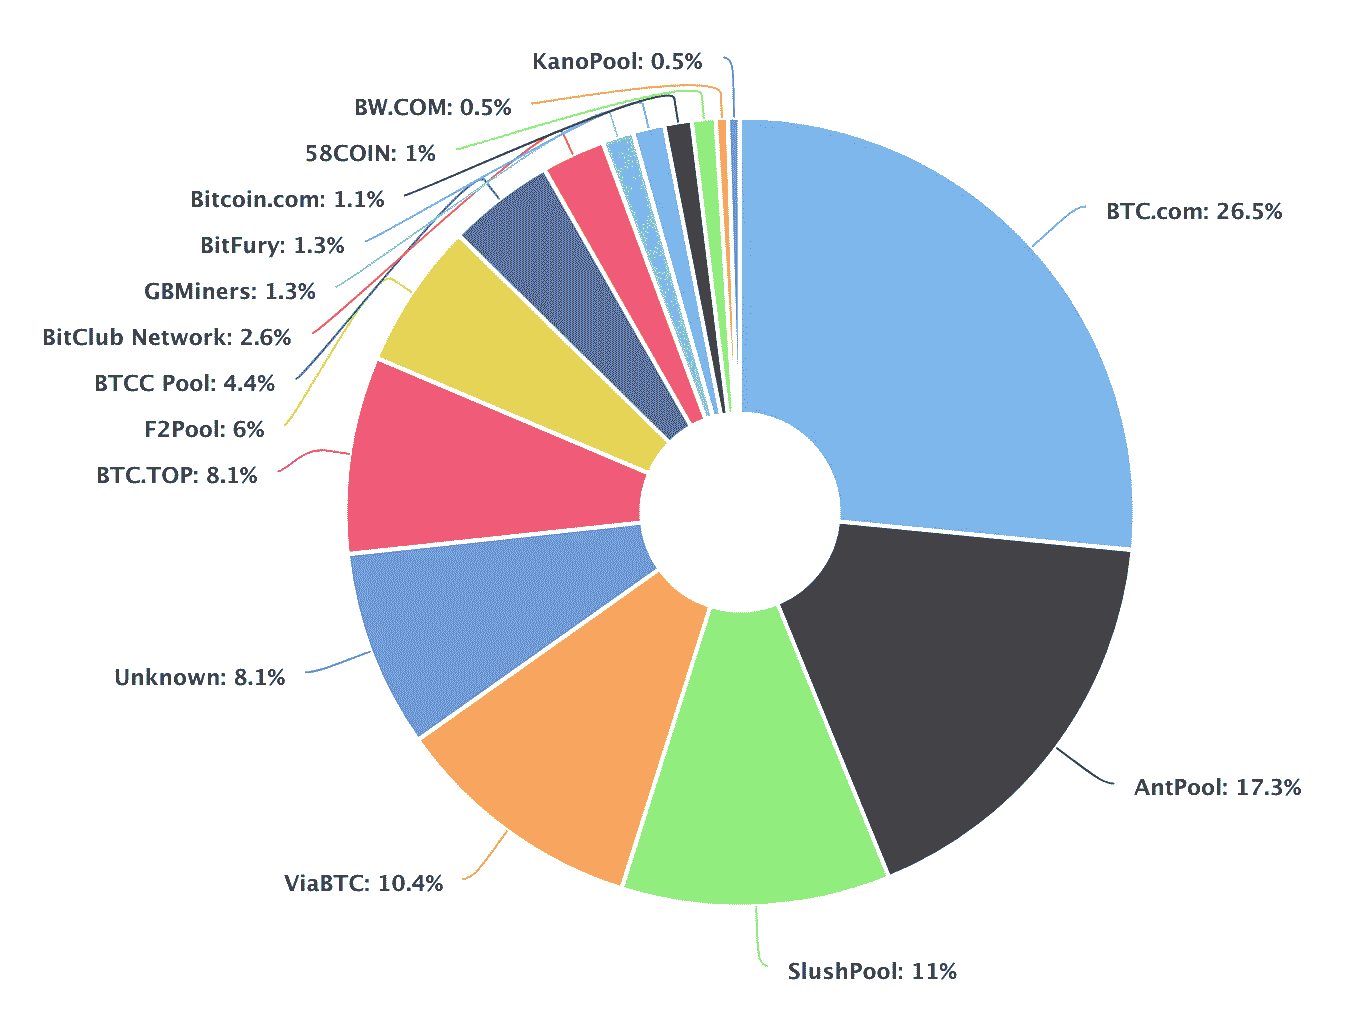 KanoPool: 0.5%
BW.COM: 0.5%
58COIN: 1%
Bitcoin.com: 1.1%
BTC.com: 26.5%
BitFury: 1.3%
GBMiners: 1.3%
BitClub Network: 2.6%
BTCC Pool: 4.4%
F2Pool: 6%
BTC.TOP: 8.1%
Unknown: 8.1%
AntPool: 17.3%
ViaBTC: 10.4%
SlushPool: 11%